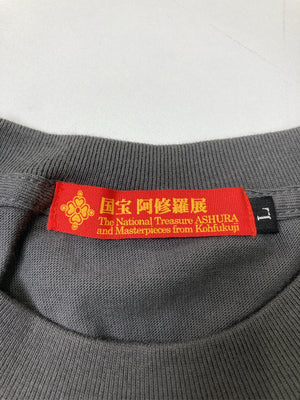 国宝 阿修羅展
The National Treasure ASHURA
and Masterpieces from Kohfukuji
L